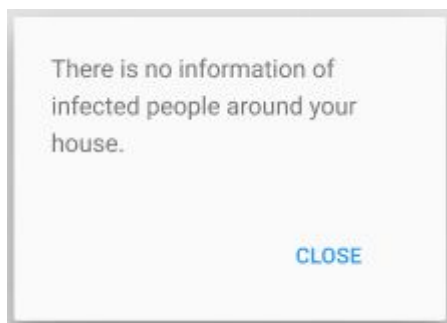 There is no information of
infected people around your
house.
CLOSE